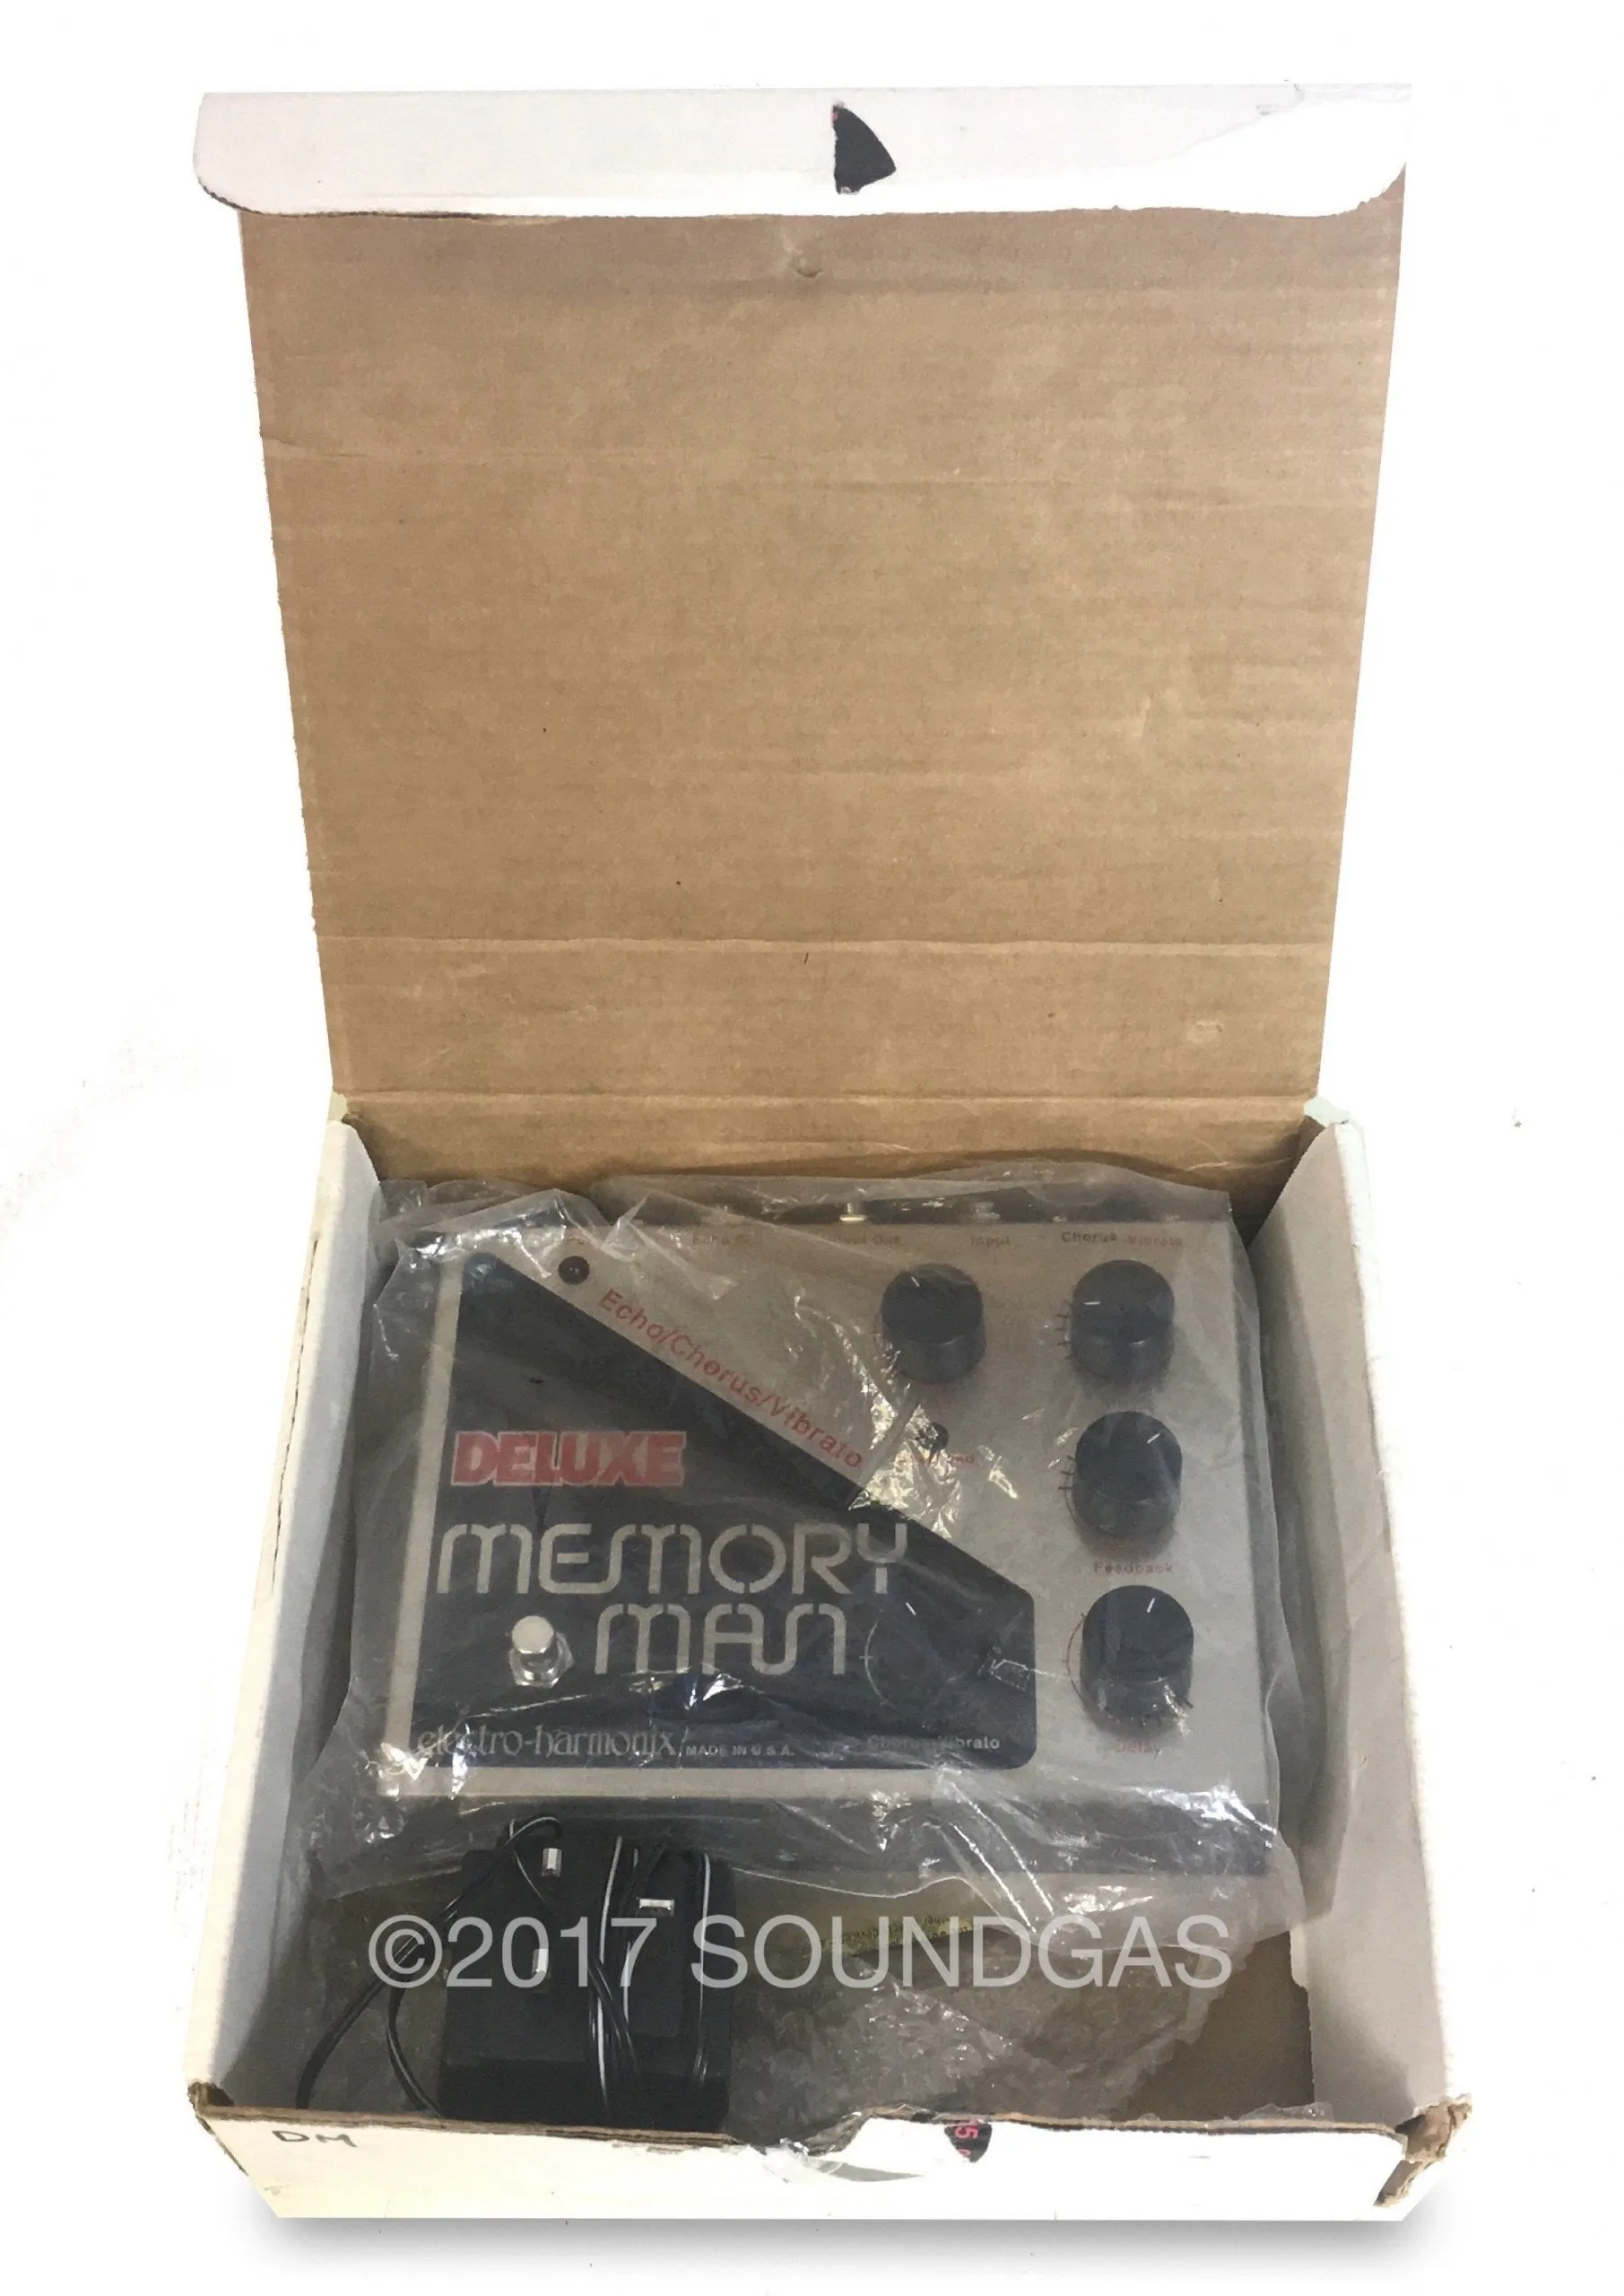 Input
Chorus Vibrato
Echo/Chorus/Vibrato
DELUXE
MEMORY
MAN
Feedback
Delay
electro-harmonix MADE IN U.S.A.
Chorus Vibrato
©2017 SOUNDGAS
DM